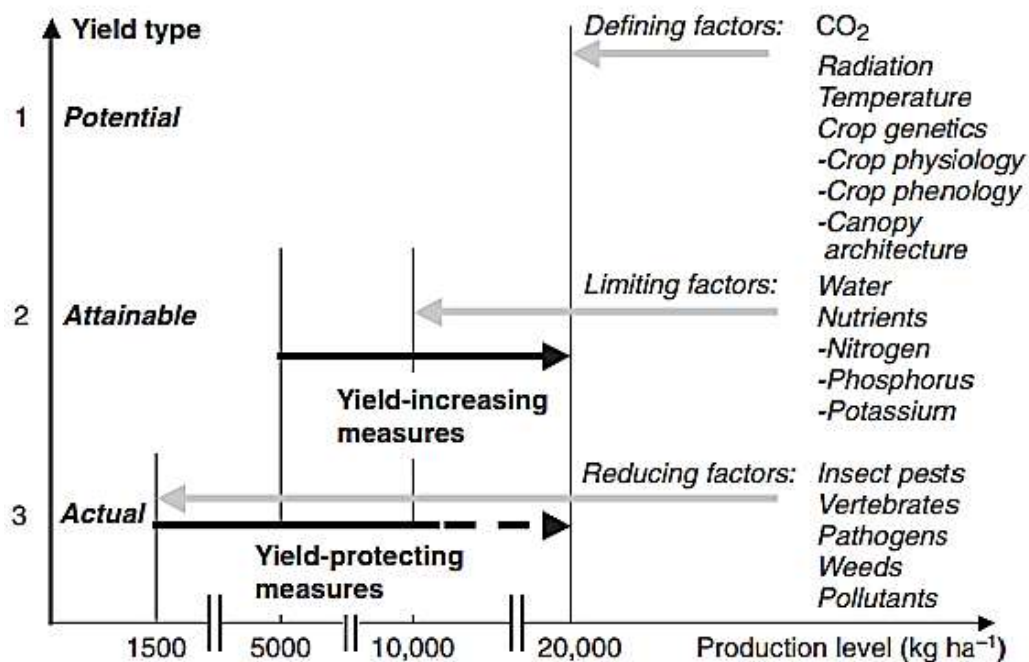 Yield type
Defining factors: CO₂
Radiation
1 Potential Temperature
Crop genetics
-Crop physiology
-Crop phenology
-Canopy
architecture
Limiting factors: Water
2 Attainable Nutrients
-Nitrogen
Yield-increasing -Phosphorus
measures -Potassium
Reducing factors: Insect pests
3 Actual Vertebrates
Pathogens
Yield-protecting Weeds
measures Pollutants
1500 5000 10,000 20,000 Production level (kg ha⁻¹)